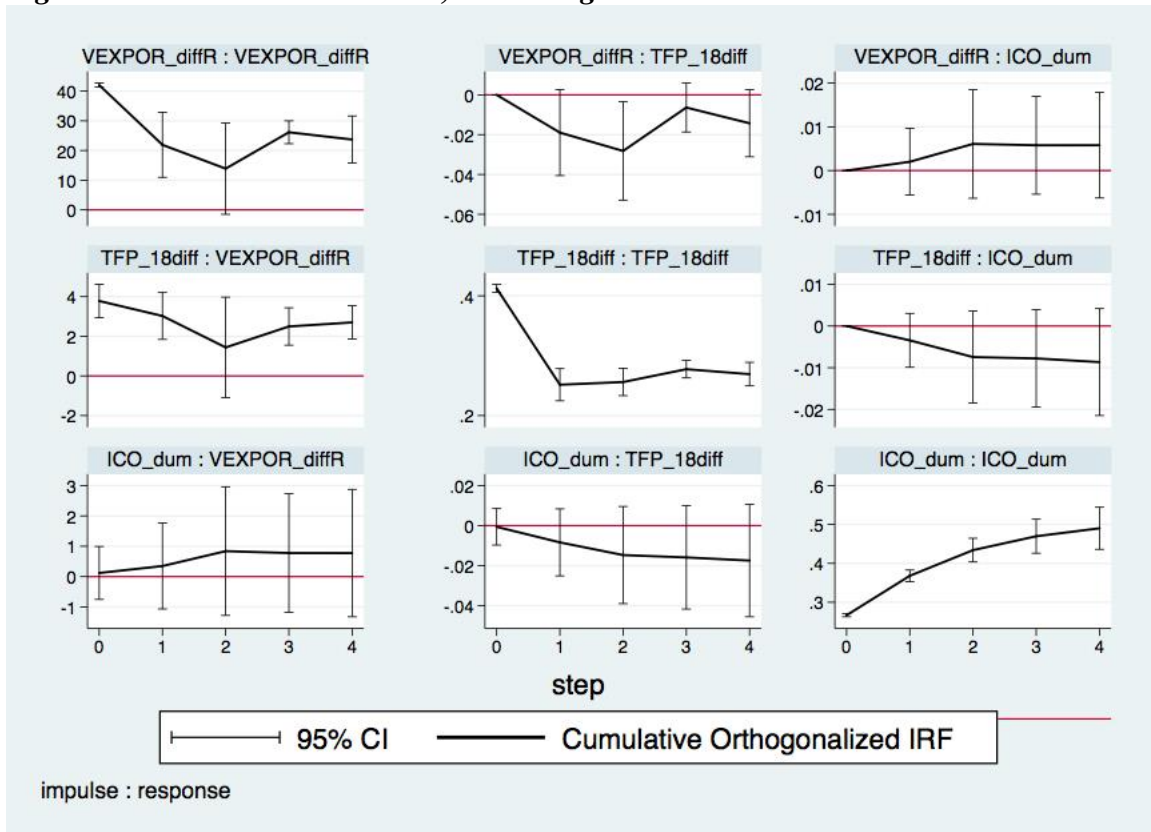 VEXPOR_diffR : VEXPOR_diffR
VEXPOR_diffR : TFP_18diff
VEXPOR_diffR : ICO_dum
40
30
20
10
0
0
-.02
-.04
-.06
.02
.01
0
-.01
TFP_18diff : VEXPOR_diffR
TFP_18diff : TFP_18diff
TFP_18diff : ICO_dum
4
2
0
-2
.4
.2
.01
0
-.01
-.02
ICO_dum : VEXPOR_diffR
ICO_dum : TFP_18diff
ICO_dum : ICO_dum
3
2
1
0
-1
.02
0
-.02
-.04
.6
.5
.4
.3
0 1 2 3 4
0 1 2 3 4
0 1 2 3 4
step
95% CI
Cumulative Orthogonalized IRF
impulse : response